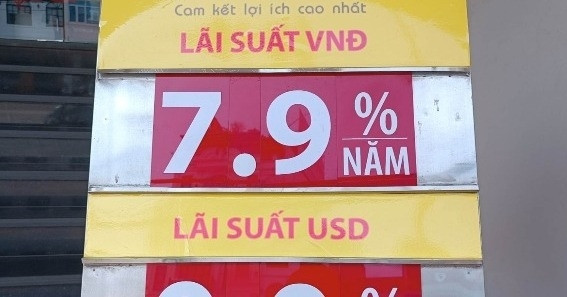 Cam kết lợi ích cao nhất
LÃI SUẤT VNĐ
7.9 % NĂM
LÃI SUẤT USD
%